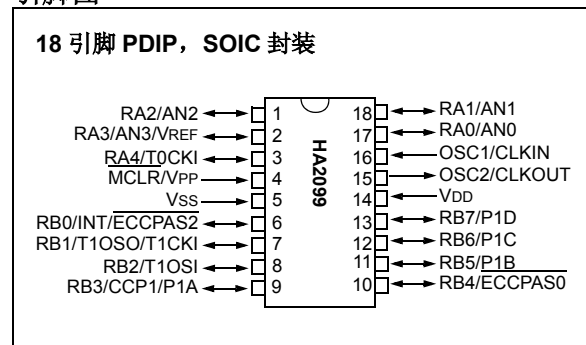 18 引脚 PDIP，SOIC 封装
RA2/AN2 1 18 RA1/AN1
RA3/AN3/VREF 2 17 RA0/AN0
RA4/T0CKI 3 16 OSC1/CLKIN
MCLR/VPP 4 15 OSC2/CLKOUT
VSS 5 14 VDD
RB0/INT/ECCPAS2 6 13 RB7/P1D
RB1/T1OSO/T1CKI 7 12 RB6/P1C
RB2/T1OSI 8 11 RB5/P1B
RB3/CCP1/P1A 9 10 RB4/ECCPAS0
HA2099